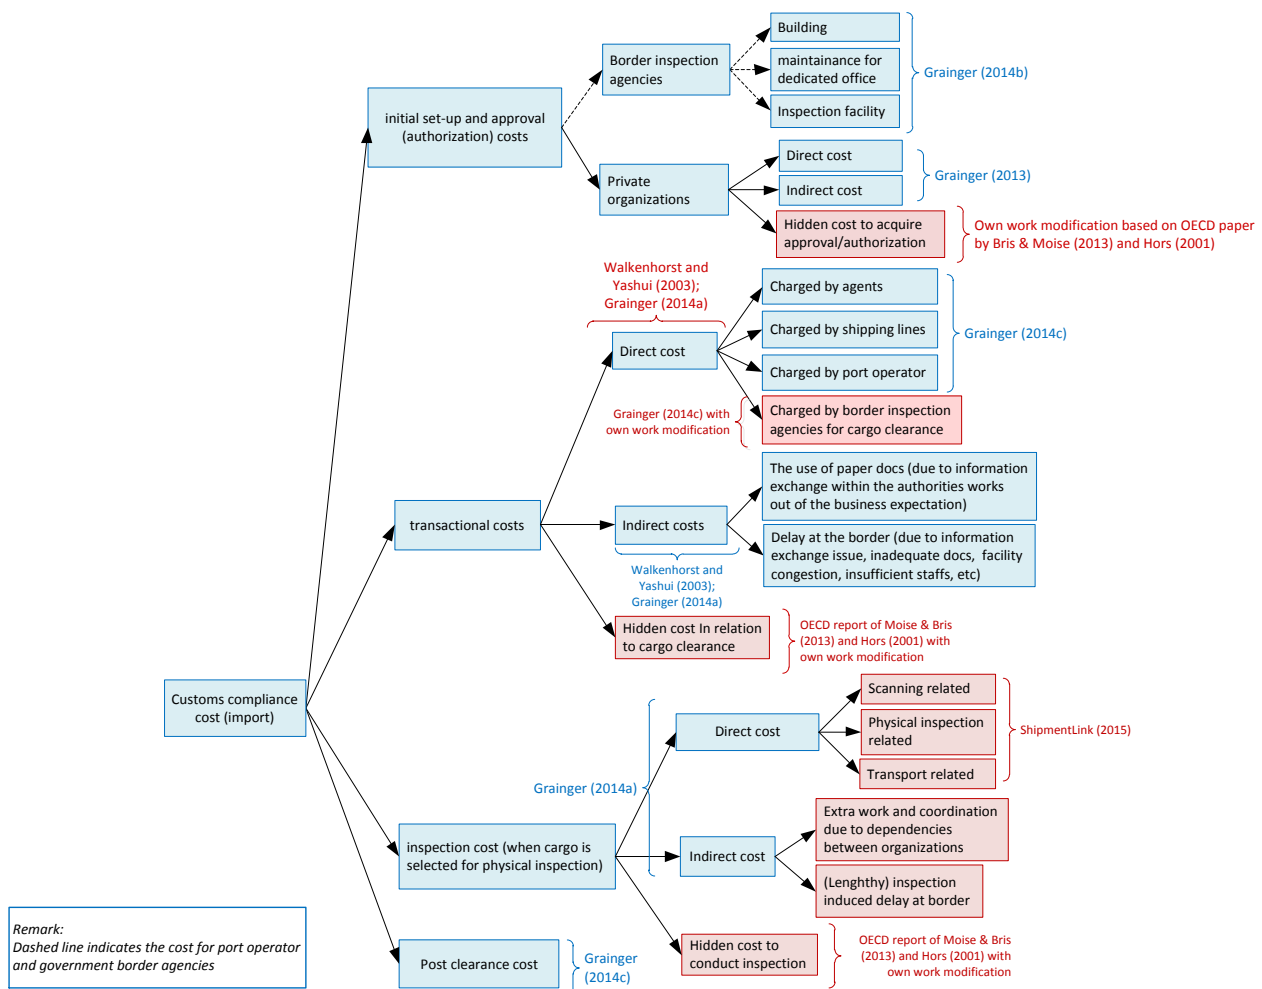 Building
Border inspection
agencies
maintainance for
dedicated office
Grainger (2014b)
Inspection facility
initial set-up and approval
(authorization) costs
Direct cost
Private
organizations
Indirect cost
Grainger (2013)
Hidden cost to acquire
approval/authorization
Own work modification based on OECD paper
by Bris & Moise (2013) and Hors (2001)
Walkenhorst and
Yashui (2003);
Grainger (2014a)
Direct cost
Charged by agents
Charged by shipping lines
Charged by port operator
Grainger (2014c)
Grainger (2014c) with
own work modification
Charged by border inspection
agencies for cargo clearance
transactional costs
Indirect costs
The use of paper docs (due to information
exchange within the authorities works
out of the business expectation)
Delay at the border (due to information
exchange issue, inadequate docs,  facility
congestion, insufficient staffs, etc)
Walkenhorst and
Yashui (2003);
Grainger (2014a)
Hidden cost In relation
to cargo clearance
OECD report of Moise & Bris
(2013) and Hors (2001) with
own work modification
Customs compliance
cost (import)
Direct cost
Scanning related
Physical inspection
related
Transport related
ShipmentLink (2015)
Grainger (2014a)
inspection cost (when cargo is
selected for physical inspection)
Indirect cost
Extra work and coordination
due to dependencies
between organizations
(Lenghthy) inspection
induced delay at border
Hidden cost to
conduct inspection
OECD report of Moise & Bris
(2013) and Hors (2001) with
own work modification
Post clearance cost
Grainger
(2014c)
Remark:
Dashed line indicates the cost for port operator
and government border agencies